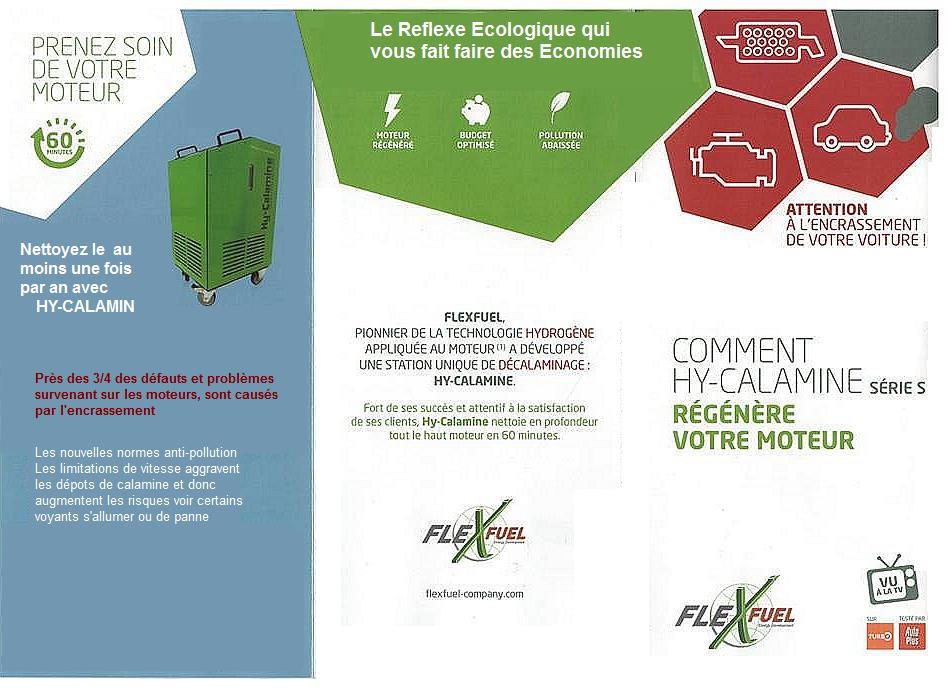 PRENEZ SOIN
DE VOTRE
MOTEUR
60
MINUTES
Hy-Calamine
Nettoyez le au
moins une fois
par an avec
HY-CALAMIN
Près des 3/4 des défauts et problèmes
survenant sur les moteurs, sont causés
par l'encrassement
Les nouvelles normes anti-pollution
Les limitations de vitesse aggravent
les dépots de calamine et donc
augmentent les risques voir certains
voyants s'allumer ou de panne
Le Reflexe Ecologique qui
vous fait faire des Economies
MOTEUR
RÉGÉNÉRÉ
BUDGET
OPTIMISÉ
POLLUTION
ABAISSÉE
FLEXFUEL,
PIONNIER DE LA TECHNOLOGIE HYDROGÈNE
APPLIQUÉE AU MOTEUR (1) A DÉVELOPPÉ
UNE STATION UNIQUE DE DÉCALAMINAGE :
HY-CALAMINE.
Fort de ses succès et attentif à la satisfaction
de ses clients, Hy-Calamine nettoie en profondeur
tout le haut moteur en 60 minutes.
FLEXFUEL
Energy Development
flexfuel-company.com
ATTENTION
À L'ENCRASSEMENT
DE VOTRE VOITURE !
COMMENT
HY-CALAMINE SÉRIE S
RÉGÉNÈRE
VOTRE MOTEUR
FLEXFUEL
Energy Development
VU
À LA TV
SUR
TURBO
TESTÉ PAR
Auto
Plus